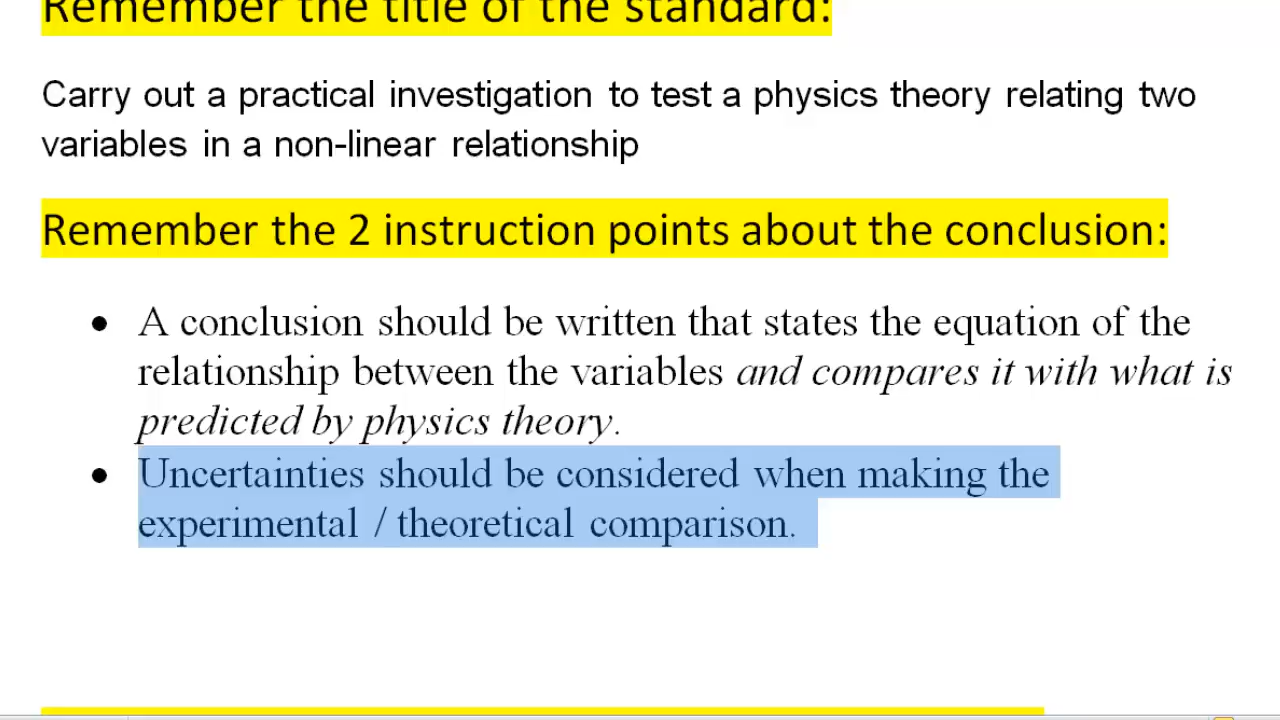 Remember the title of the standard:
Carry out a practical investigation to test a physics theory relating two
variables in a non-linear relationship
Remember the 2 instruction points about the conclusion:
• A conclusion should be written that states the equation of the
relationship between the variables and compares it with what is
predicted by physics theory.
• Uncertainties should be considered when making the
experimental / theoretical comparison.